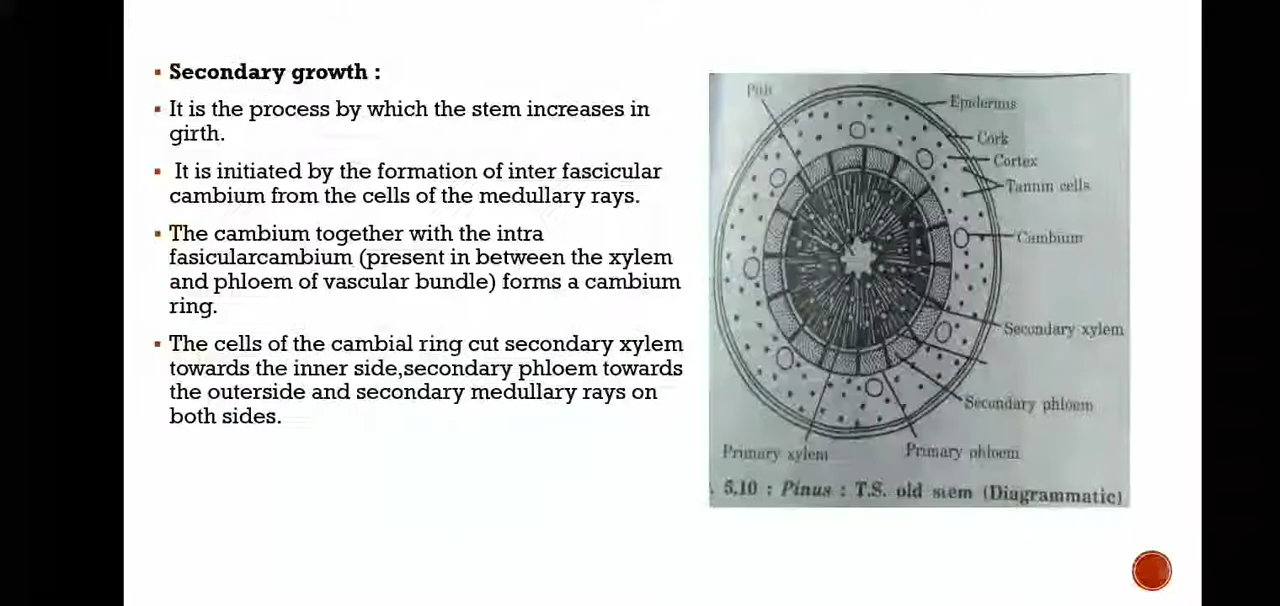 Secondary growth :
It is the process by which the stem increases in
girth.
It is initiated by the formation of inter fascicular
cambium from the cells of the medullary rays.
The cambium together with the intra
fasicularcambium (present in between the xylem
and phloem of vascular bundle) forms a cambium
ring.
The cells of the cambial ring cut secondary xylem
towards the inner side,secondary phloem towards
the outerside and secondary medullary rays on
both sides.
Pith
Epidermis
Cork
Cortex
Tannin cells
Cambium
Secondary xylem
Secondary phloem
Primary xylem
Primary phloem
5.10 : Pinus : T.S. old stem (Diagrammatic)